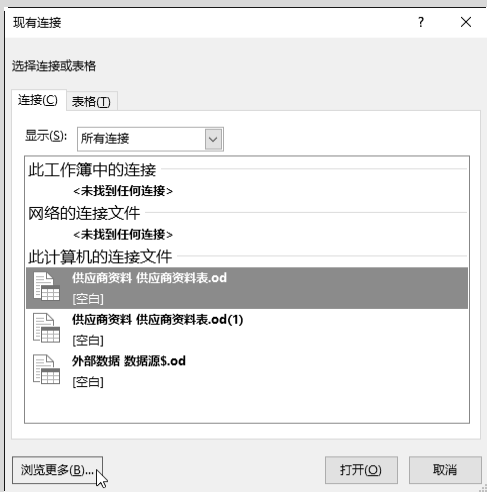 现有连接
?
选择连接或表格
连接(C)
表格(T)
显示(S):
所有连接
此工作簿中的连接
<未找到任何连接>
网络的连接文件
<未找到任何连接>
此计算机的连接文件
供应商资料 供应商资料表.od
[空白]
供应商资料 供应商资料表.od(1)
[空白]
外部数据 数据源$.od
[空白]
浏览更多(B)...
打开(O)
取消